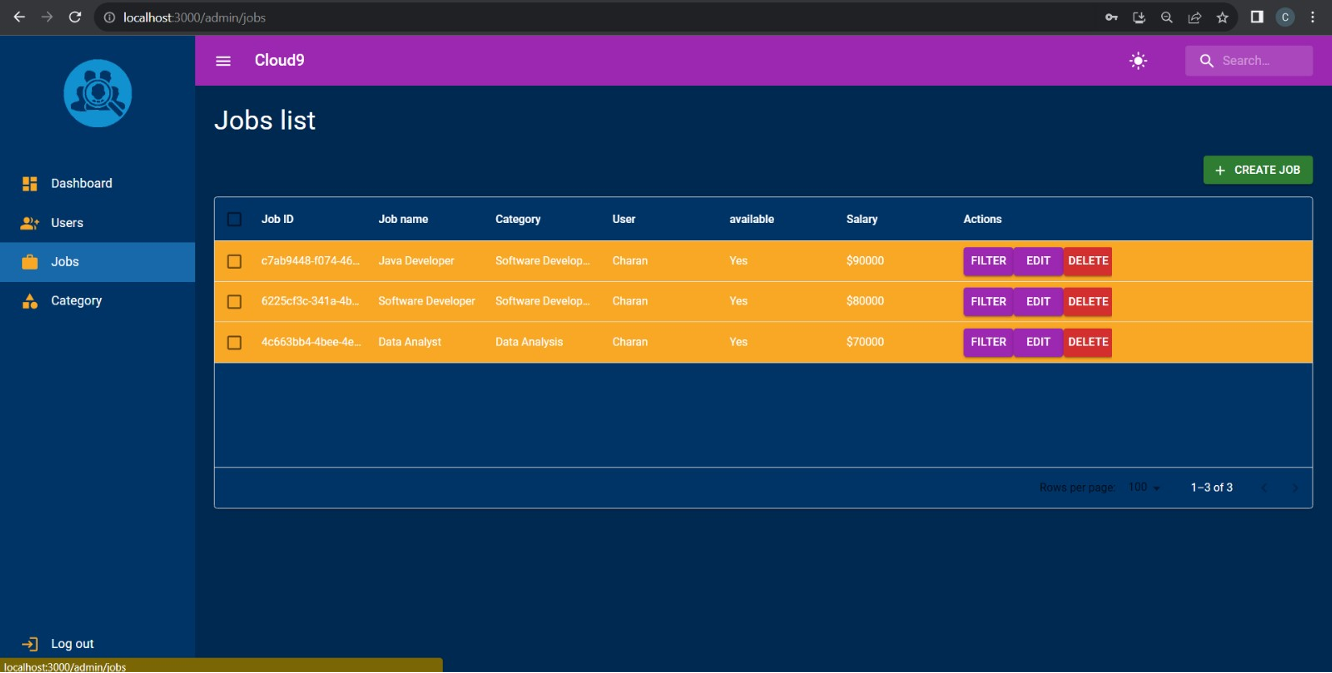 localhost:3000/admin/jobs
C
Cloud9
Search...
Jobs list
Dashboard
Users
Jobs
Category
+ CREATE JOB
Job ID Job name Category User available Salary Actions
c7ab9448-f074-46... Java Developer Software Develop... Charan Yes $90000 FILTER EDIT DELETE
6225cf3c-341a-4b... Software Developer Software Develop... Charan Yes $80000 FILTER EDIT DELETE
4c663bb4-4bee-4e... Data Analyst Data Analysis Charan Yes $70000 FILTER EDIT DELETE
Rows per page: 100 1–3 of 3
Log out
localhost:3000/admin/jobs